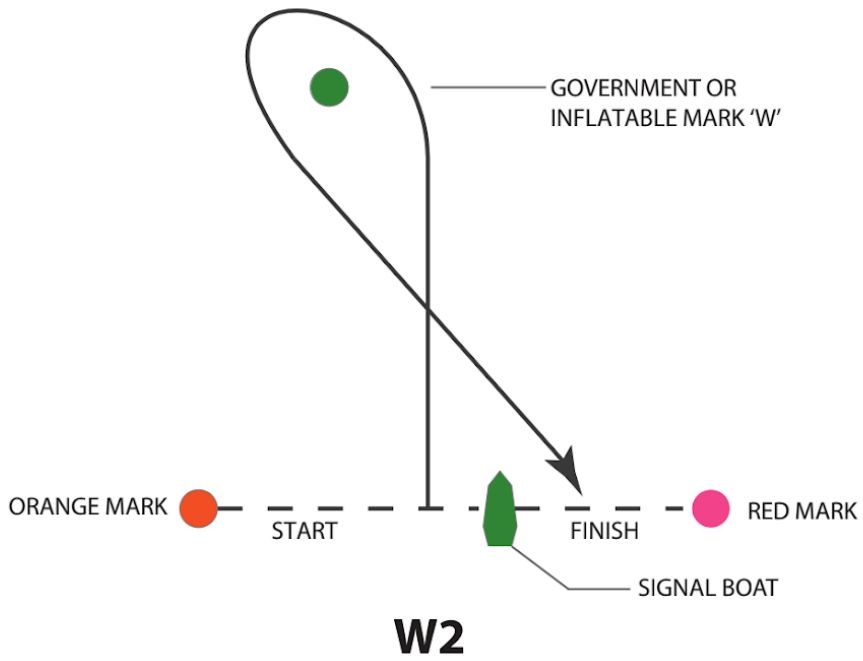 GOVERNMENT OR
INFLATABLE MARK ‘W’
ORANGE MARK
START
FINISH
RED MARK
SIGNAL BOAT
W2